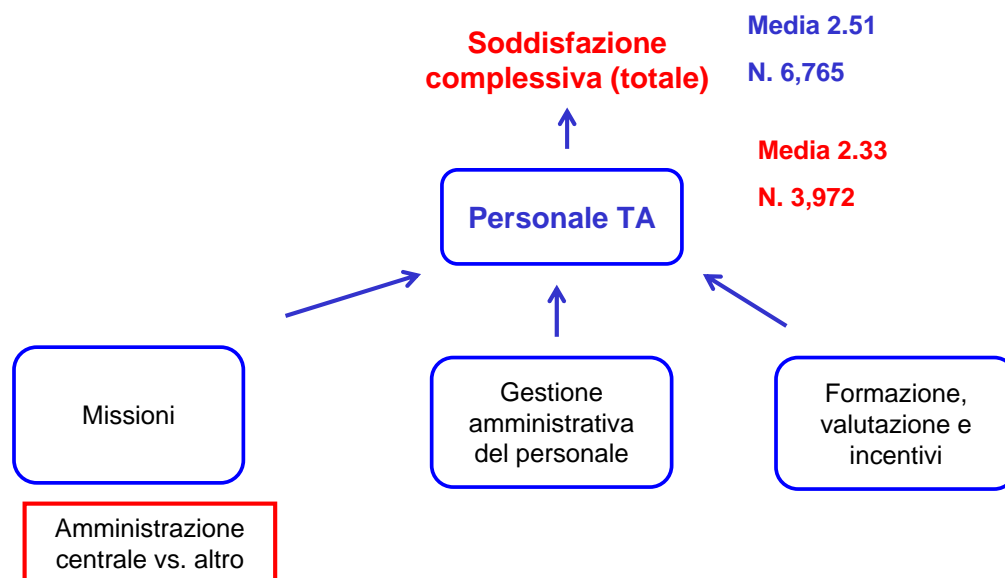 Soddisfazione
complessiva (totale)
Media 2.51
N. 6,765
Media 2.33
N. 3,972
Personale TA
Missioni
Gestione
amministrativa
del personale
Formazione,
valutazione e
incentivi
Amministrazione
centrale vs. altro